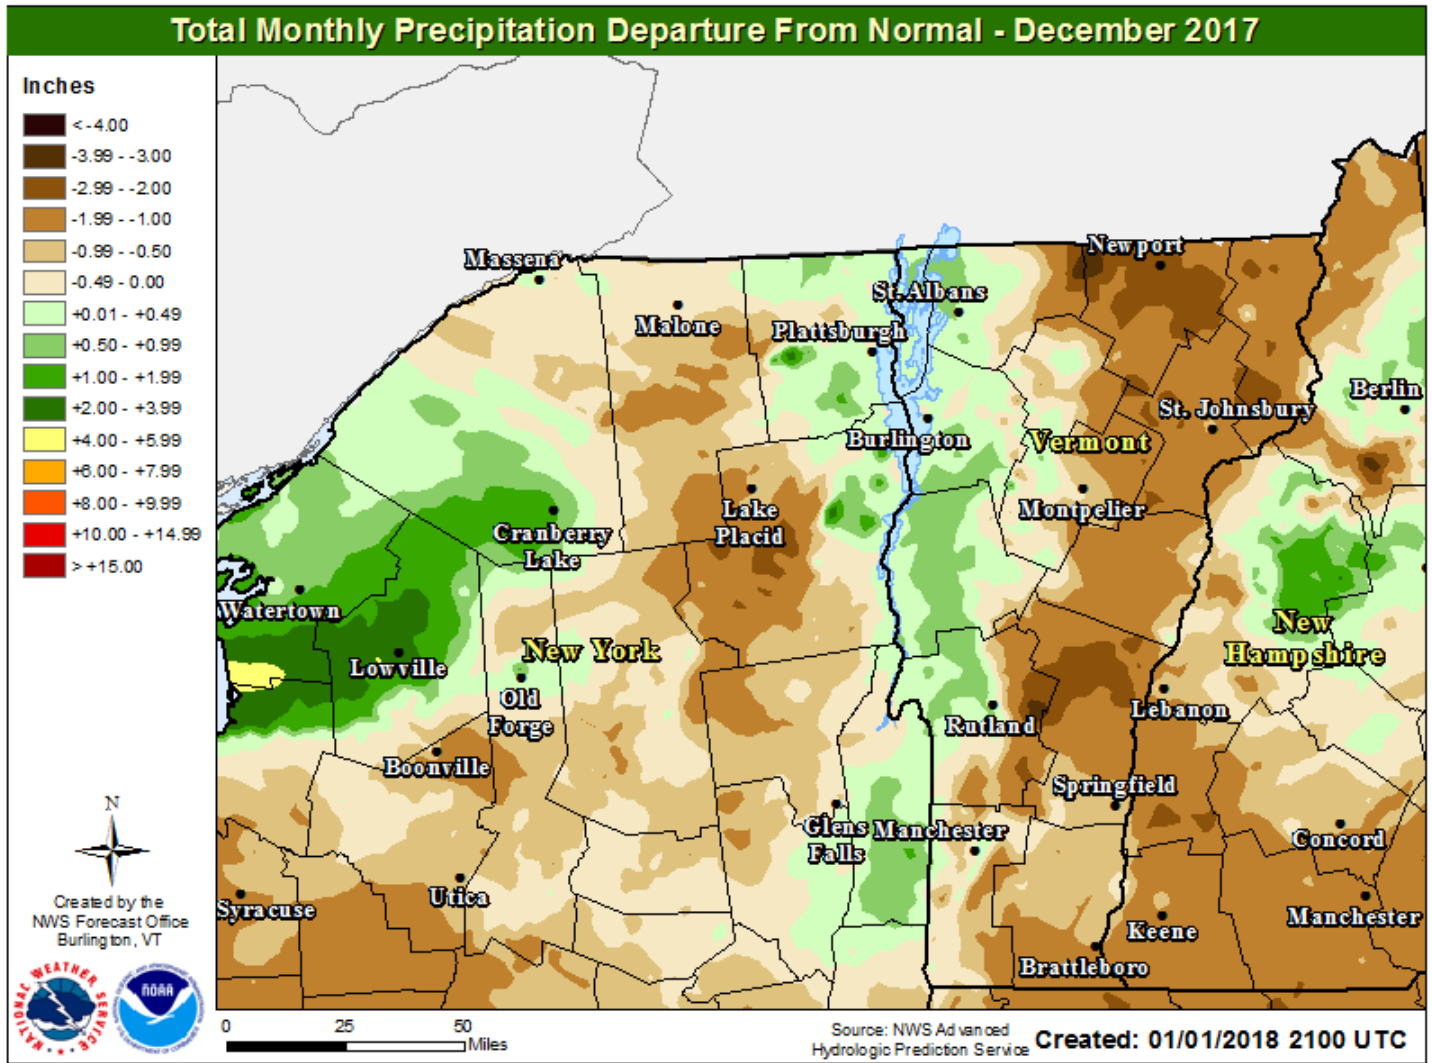 Total Monthly Precipitation Departure From Normal - December 2017
Inches
< -4.00
-3.99 - -3.00
-2.99 - -2.00
-1.99 - -1.00
-0.99 - -0.50
-0.49 - 0.00
+0.01 - +0.49
+0.50 - +0.99
+1.00 - +1.99
+2.00 - +3.99
+4.00 - +5.99
+6.00 - +7.99
+8.00 - +9.99
+10.00 - +14.99
> +15.00
Massena
Newport
St. Albans
Malone
Plattsburgh
Berlin
St. Johnsbury
Burlington
Vermont
Lake
Placid
Montpelier
Cranberry
Lake
Watertown
New
Hampshire
New York
Lowville
Old
Forge
Lebanon
Rutland
Boonville
Springfield
Glens
Falls
Manchester
Concord
Utica
Syracuse
Manchester
Keene
Brattleboro
N
Created by the
NWS Forecast Office
Burlington, VT
NATIONAL WEATHER SERVICE
NOAA
0 25 50
Miles
Source: NWS Advanced
Hydrologic Prediction Service
Created: 01/01/2018 2100 UTC